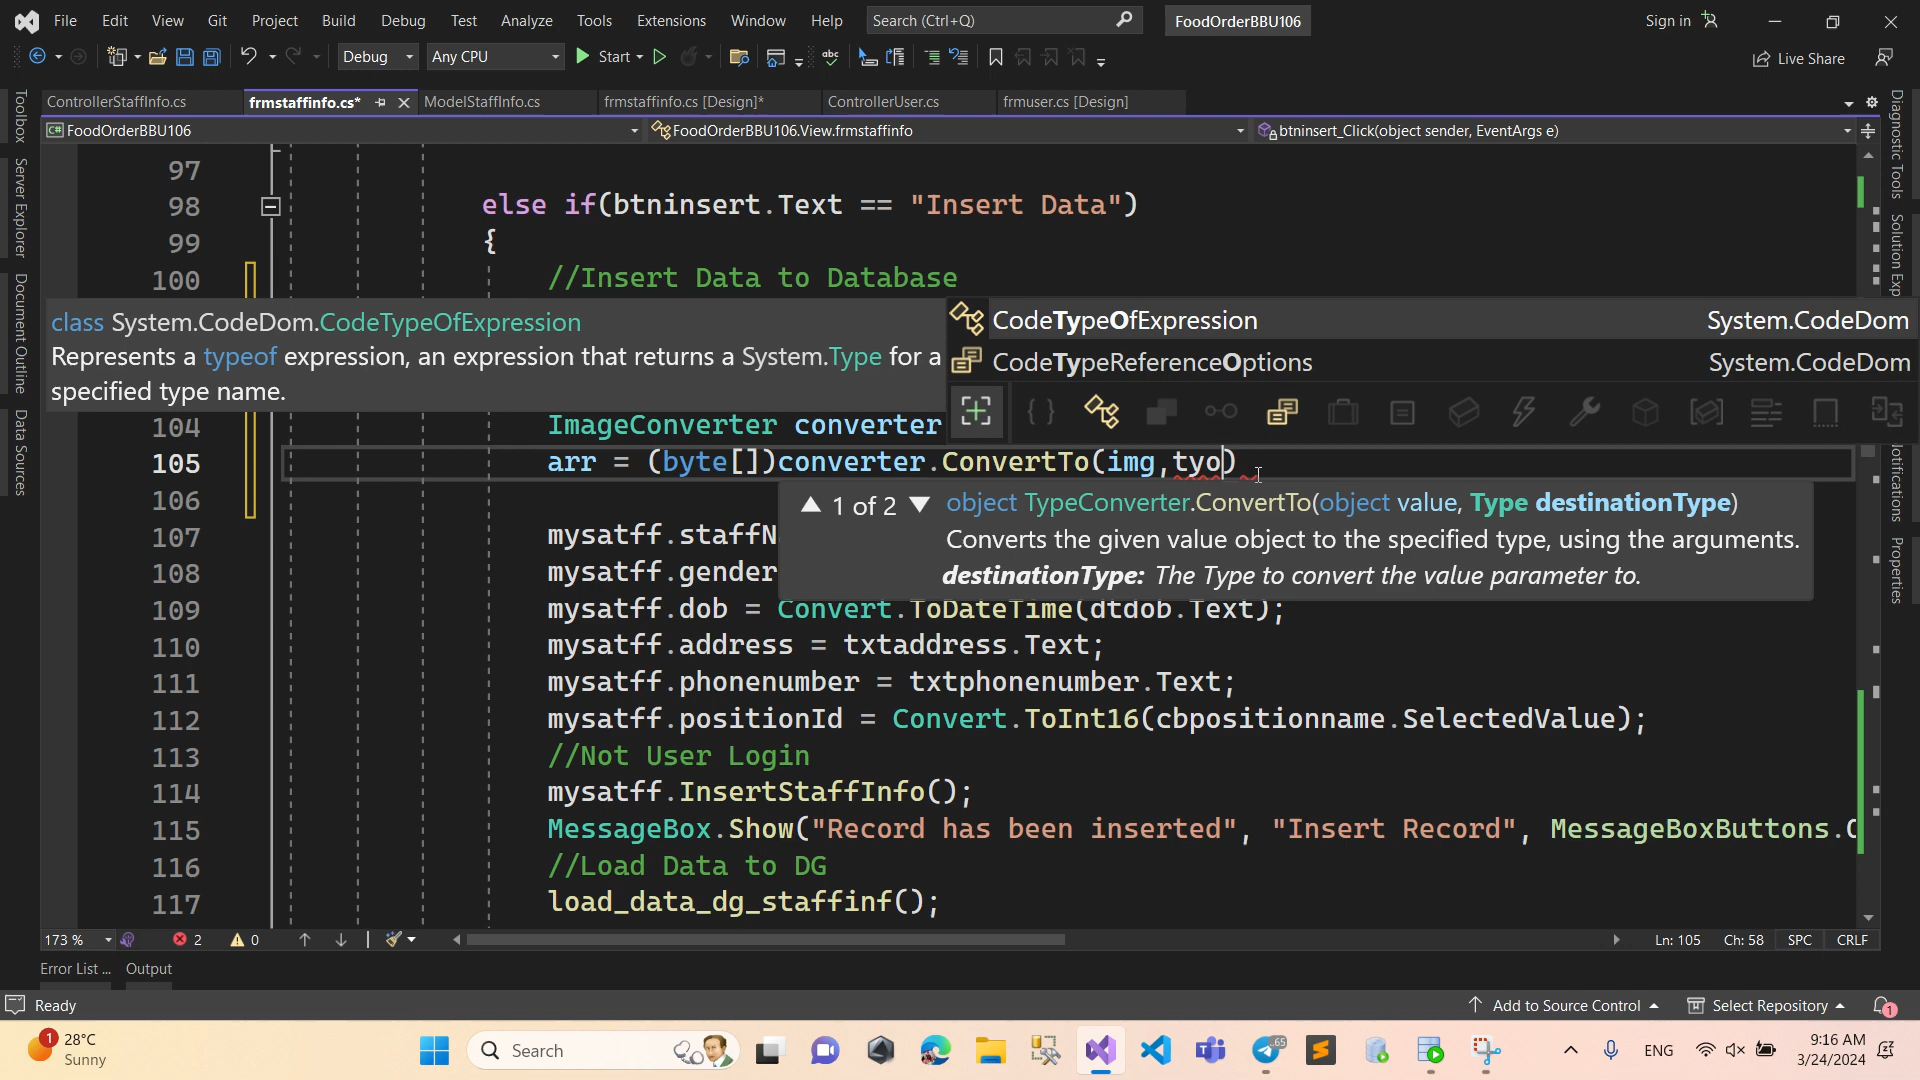 File Edit View Git Project Build Debug Test Analyze Tools Extensions Window Help Search (Ctrl+Q) FoodOrderBBU106 Sign in
Debug Any CPU Start abc Live Share
ControllerStaffInfo.cs frmstaffinfo.cs* ModelStaffInfo.cs frmstaffinfo.cs [Design]* ControllerUser.cs frmuser.cs [Design]
C# FoodOrderBBU106 FoodOrderBBU106.View.frmstaffinfo btninsert_Click(object sender, EventArgs e)
Toolbox
Server Explorer
Document Outline
Data Sources
97
98 else if(btninsert.Text == "Insert Data")
99 {
100 //Insert Data to Database
class System.CodeDom.CodeTypeOfExpression
Represents a typeof expression, an expression that returns a System.Type for a
specified type name.
CodeTypeOfExpression System.CodeDom
CodeTypeReferenceOptions System.CodeDom
104 ImageConverter converter
105 arr = (byte[])converter.ConvertTo(img,tyo)
106
1 of 2 object TypeConverter.ConvertTo(object value, Type destinationType)
Converts the given value object to the specified type, using the arguments.
destinationType: The Type to convert the value parameter to.
107 mysatff.staffN
108 mysatff.gender
109 mysatff.dob = Convert.ToDateTime(dtdob.Text);
110 mysatff.address = txtaddress.Text;
111 mysatff.phonenumber = txtphonenumber.Text;
112 mysatff.positionId = Convert.ToInt16(cbpositionname.SelectedValue);
113 //Not User Login
114 mysatff.InsertStaffInfo();
115 MessageBox.Show("Record has been inserted", "Insert Record", MessageBoxButtons.O
116 //Load Data to DG
117 load_data_dg_staffinf();
Diagnostic Tools
Solution Exp
Notifications
Properties
173 % 2 0 Ln: 105 Ch: 58 SPC CRLF
Error List ... Output
Ready Add to Source Control Select Repository 1
1 28°C
Sunny
Search 65 ENG 9:16 AM
3/24/2024